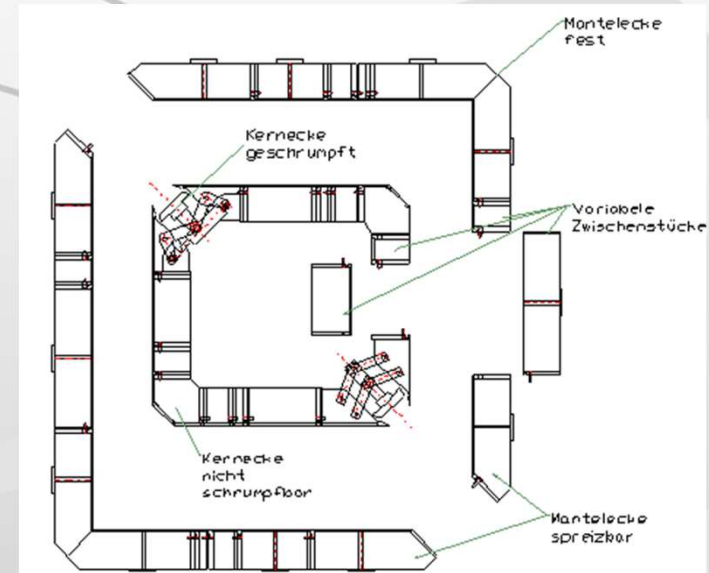 Mantelecke
fest
Kernecke
geschrumpft
Variabele
Zwischenstücke
Kernecke
nicht
schrumpfbar
Mantelecke
spreizbar